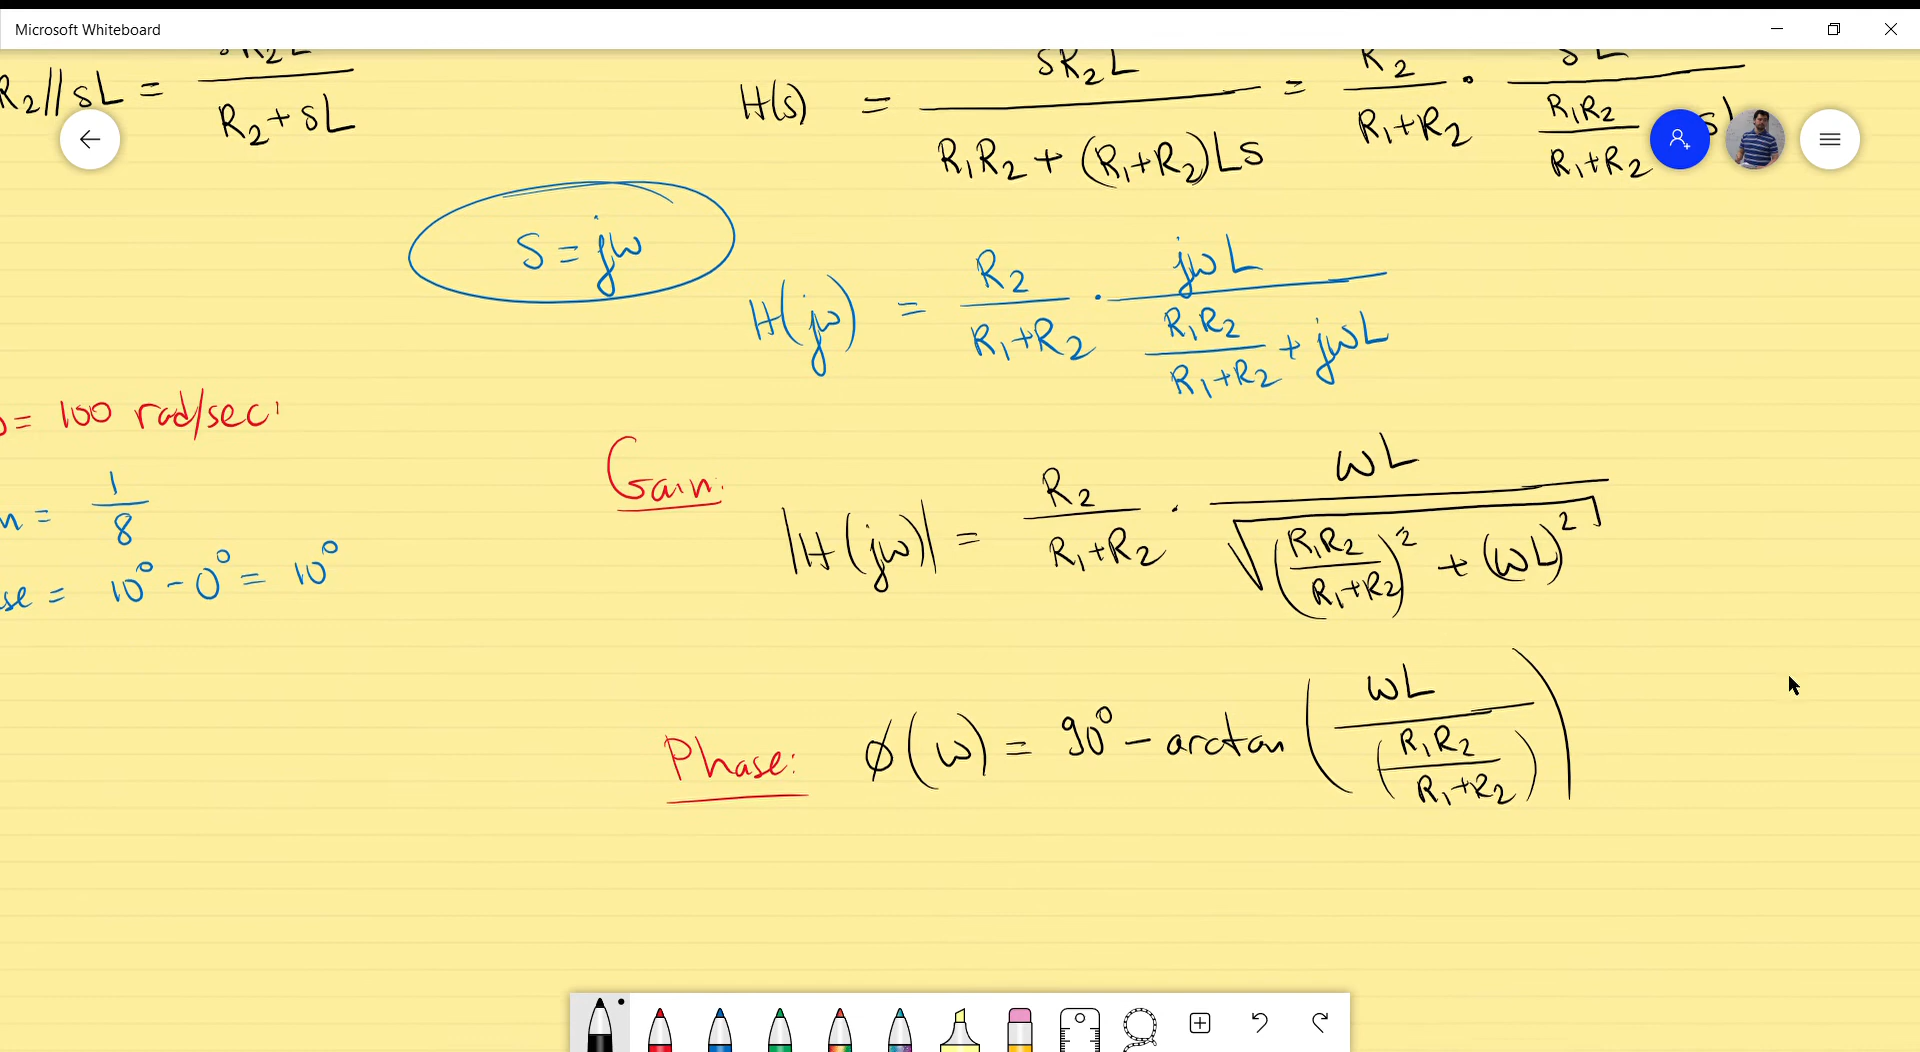 Microsoft Whiteboard
R₂//sL = sR₂L / (R₂+sL)
H(s) = sR₂L / (R₁R₂ + (R₁+R₂)Ls) = R₂/(R₁+R₂) · sL / (R₁R₂/(R₁+R₂) sL
s = jω
H(jω) = R₂/(R₁+R₂) · jωL / (R₁R₂/(R₁+R₂) + jωL)
= 100 rad/sec
= 1/8
= 10° - 0° = 10°
Gain:
|H(jω)| = R₂/(R₁+R₂) · ωL / √((R₁R₂/(R₁+R₂))² + (ωL)²)
Phase: φ(ω) = 90° - arctan (ωL / (R₁R₂/(R₁+R₂)))